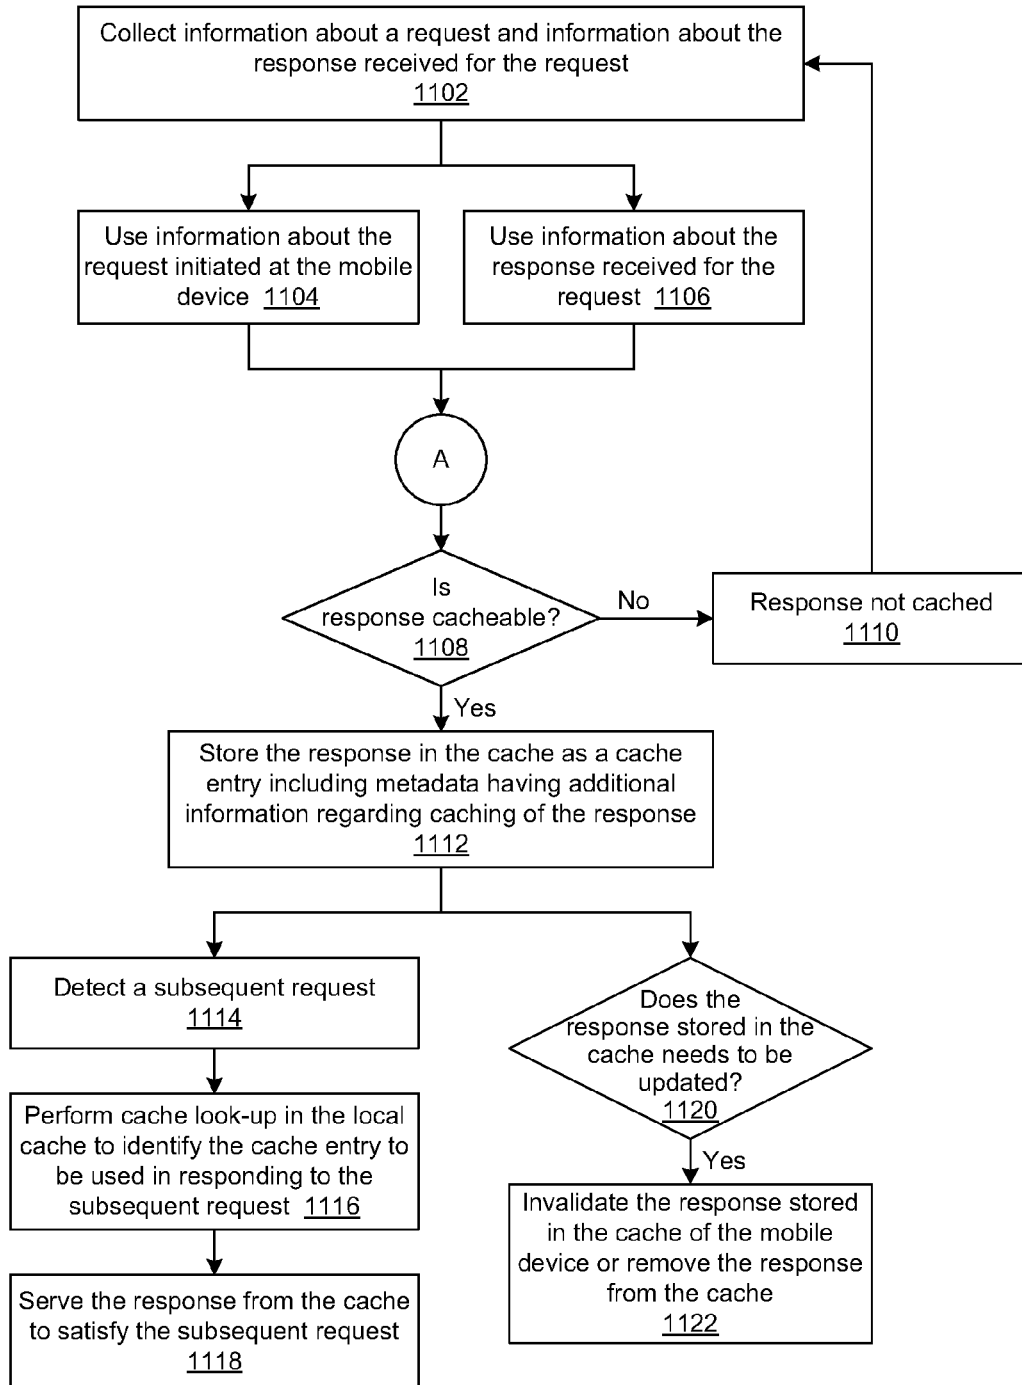 Collect information about a request and information about the
response received for the request
1102
Use information about the
request initiated at the mobile
device 1104
Use information about the
response received for the
request 1106
A
Is
response cacheable?
1108
No
Response not cached
1110
Yes
Store the response in the cache as a cache
entry including metadata having additional
information regarding caching of the response
1112
Detect a subsequent request
1114
Perform cache look-up in the local
cache to identify the cache entry to
be used in responding to the
subsequent request 1116
Serve the response from the cache
to satisfy the subsequent request
1118
Does the
response stored in the
cache needs to be
updated?
1120
Yes
Invalidate the response stored
in the cache of the mobile
device or remove the response
from the cache
1122